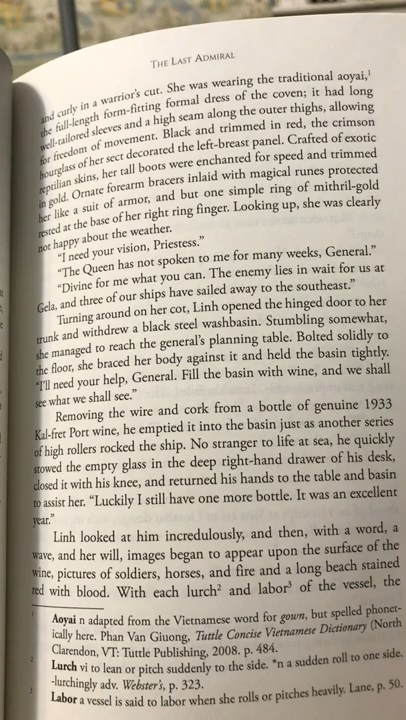 THE LAST ADMIRAL
and curly in a warrior's cut. She was wearing the traditional aoyai,¹
the full-length form-fitting formal dress of the coven; it had long
well-tailored sleeves and a high seam along the outer thighs, allowing
for freedom of movement. Black and trimmed in red, the crimson
hourglass of her sect decorated the left-breast panel. Crafted of exotic
reptilian skins, her tall boots were enchanted for speed and trimmed
in gold. Ornate forearm bracers inlaid with magical runes protected
her like a suit of armor, and but one simple ring of mithril-gold
rested at the base of her right ring finger. Looking up, she was clearly
not happy about the weather.
"I need your vision, Priestess."
"The Queen has not spoken to me for many weeks, General."
"Divine for me what you can. The enemy lies in wait for us at
Gela, and three of our ships have sailed away to the southeast."
Turning around on her cot, Linh opened the hinged door to her
trunk and withdrew a black steel washbasin. Stumbling somewhat,
she managed to reach the general's planning table. Bolted solidly to
the floor, she braced her body against it and held the basin tightly.
"I'll need your help, General. Fill the basin with wine, and we shall
see what we shall see."
Removing the wire and cork from a bottle of genuine 1933
Kal-fret Port wine, he emptied it into the basin just as another series
of high rollers rocked the ship. No stranger to life at sea, he quickly
stowed the empty glass in the deep right-hand drawer of his desk,
closed it with his knee, and returned his hands to the table and basin
to assist her. "Luckily I still have one more bottle. It was an excellent
year."
Linh looked at him incredulously, and then, with a word, a
wave, and her will, images began to appear upon the surface of the
wine, pictures of soldiers, horses, and fire and a long beach stained
red with blood. With each lurch² and labor³ of the vessel, the
1 Aoyai n adapted from the Vietnamese word for gown, but spelled phonet-
ically here. Phan Van Giuong, Tuttle Concise Vietnamese Dictionary (North
Clarendon, VT: Tuttle Publishing, 2008. p. 484.
2 Lurch vi to lean or pitch suddenly to the side. *n a sudden roll to one side.
-lurchingly adv. Webster's, p. 323.
3 Labor a vessel is said to labor when she rolls or pitches heavily. Lane, p. 50.